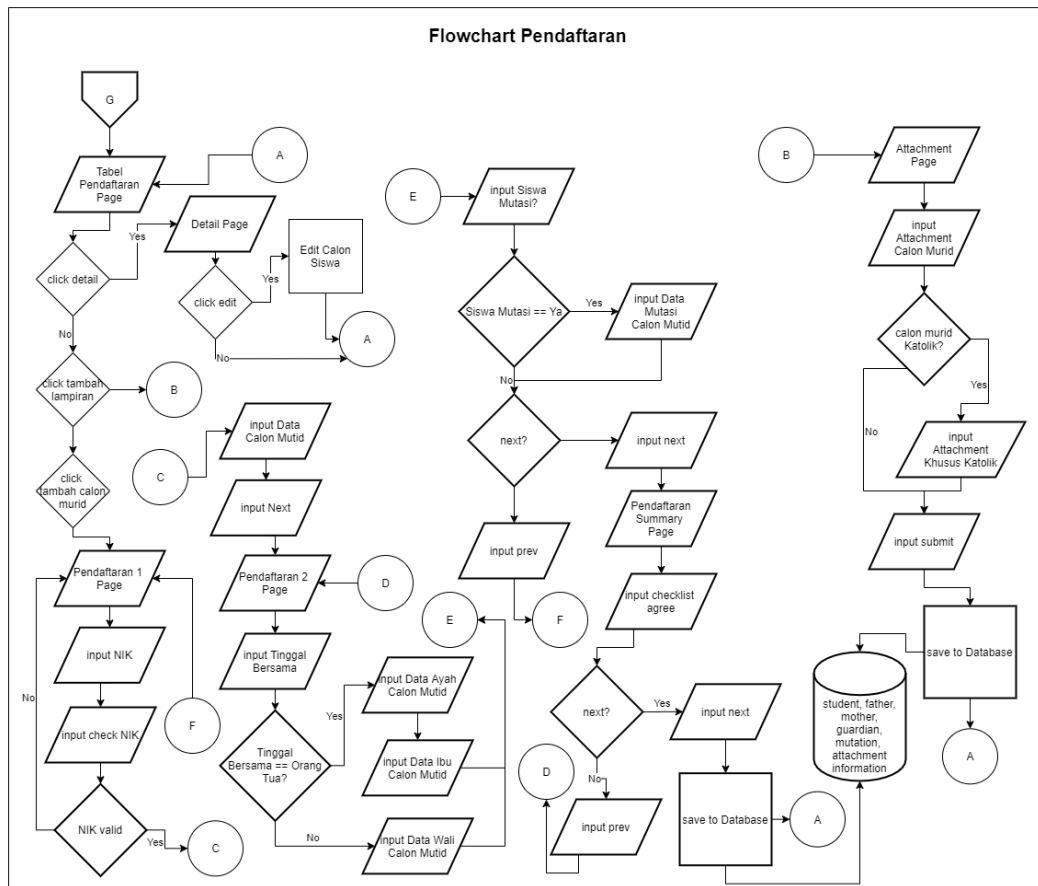 Flowchart Pendaftaran
G
Tabel
Pendaftaran
Page
A
Yes
Detail Page
click detail
click edit
Yes
Edit Calon
Siswa
No
A
No
click tambah
lampiran
B
click
tambah calon
murid
C
input Data
Calon Mutid
input Next
Pendaftaran 1
Page
input NIK
input check NIK
No
F
NIK valid
Yes
C
Pendaftaran 2
Page
D
input Tinggal
Bersama
Tinggal
Bersama == Orang
Tua?
Yes
input Data Ayah
Calon Mutid
input Data Ibu
Calon Mutid
No
input Data Wali
Calon Mutid
E
E
input Siswa
Mutasi?
Siswa Mutasi == Ya
Yes
input Data
Mutasi
Calon Mutid
No
next?
input next
input prev
F
Pendaftaran
Summary
Page
input checklist
agree
next?
Yes
input next
No
D
input prev
save to Database
A
B
Attachment
Page
input
Attachment
Calon Murid
calon murid
Katolik?
Yes
No
input
Attachment
Khusus Katolik
input submit
save to Database
student, father,
mother,
guardian,
mutation,
attachment
information
A